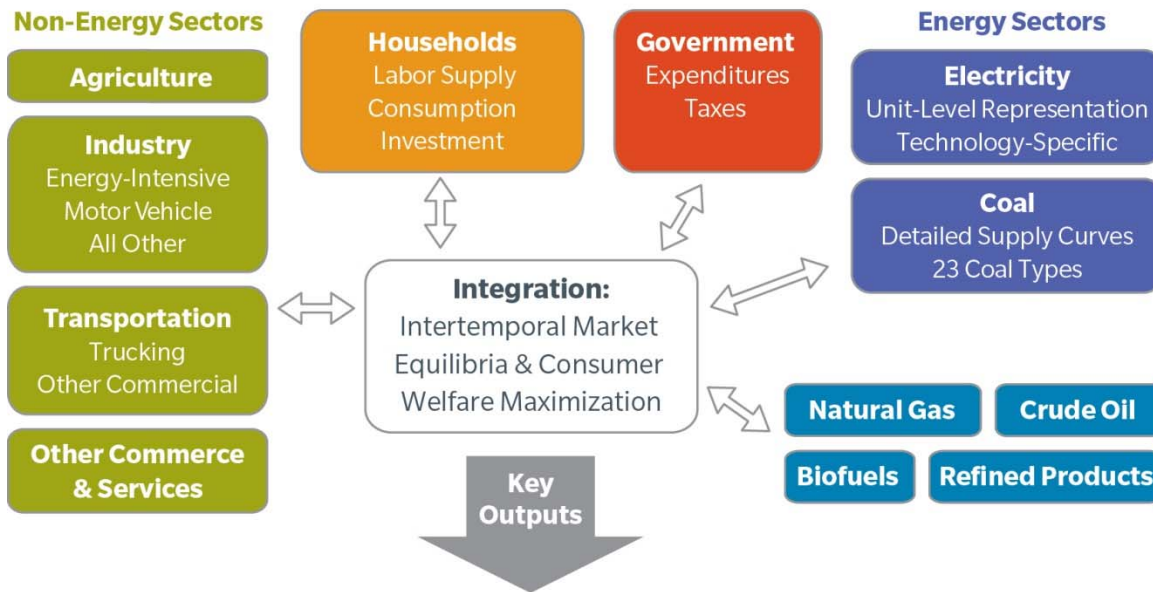 Non-Energy Sectors
Agriculture
Industry
Energy-Intensive
Motor Vehicle
All Other
Transportation
Trucking
Other Commercial
Other Commerce
& Services
Households
Labor Supply
Consumption
Investment
Government
Expenditures
Taxes
Integration:
Intertemporal Market
Equilibria & Consumer
Welfare Maximization
Key
Outputs
Energy Sectors
Electricity
Unit-Level Representation
Technology-Specific
Coal
Detailed Supply Curves
23 Coal Types
Natural Gas
Crude Oil
Biofuels
Refined Products